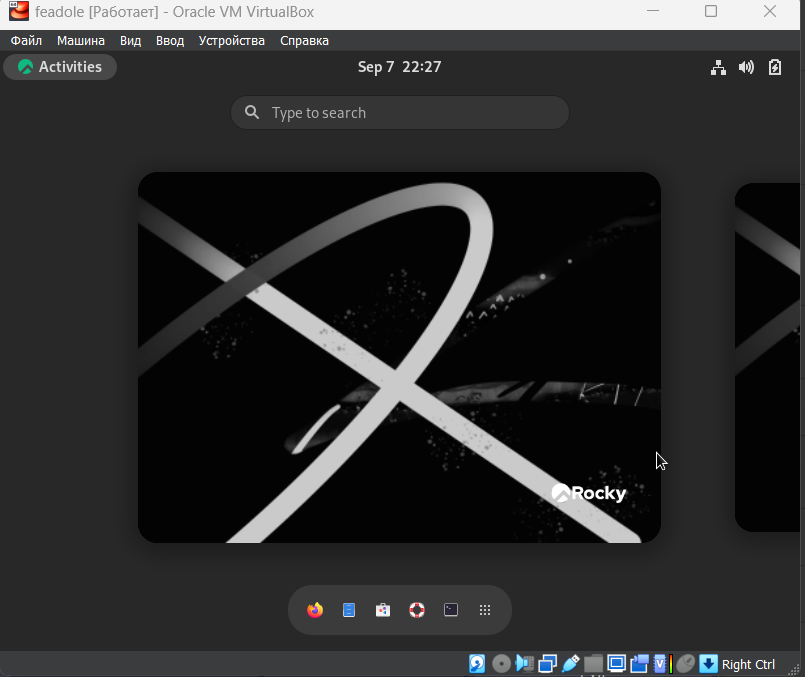 feadole [Работает] - Oracle VM VirtualBox
Файл Машина Вид Ввод Устройства Справка
Activities Sep 7 22:27
Type to search
Rocky
Right Ctrl